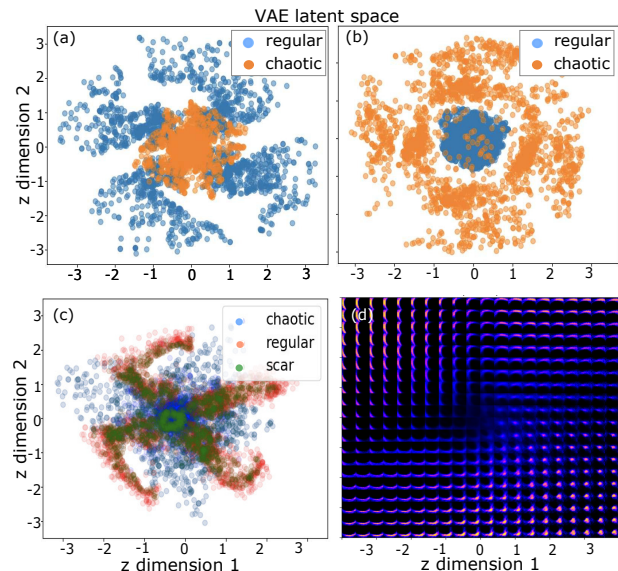 VAE latent space
(a)
regular
chaotic
(b)
regular
chaotic
z dimension 2
3
2
1
0
-1
-2
-3
-3
-2
-1
0
1
2
3
-3
-2
-1
0
1
2
3
(c)
chaotic
regular
scar
(d)
z dimension 2
3
2
1
0
-1
-2
-3
-3
-2
-1
0
1
2
3
-3
-2
-1
0
1
2
3
z dimension 1
z dimension 1